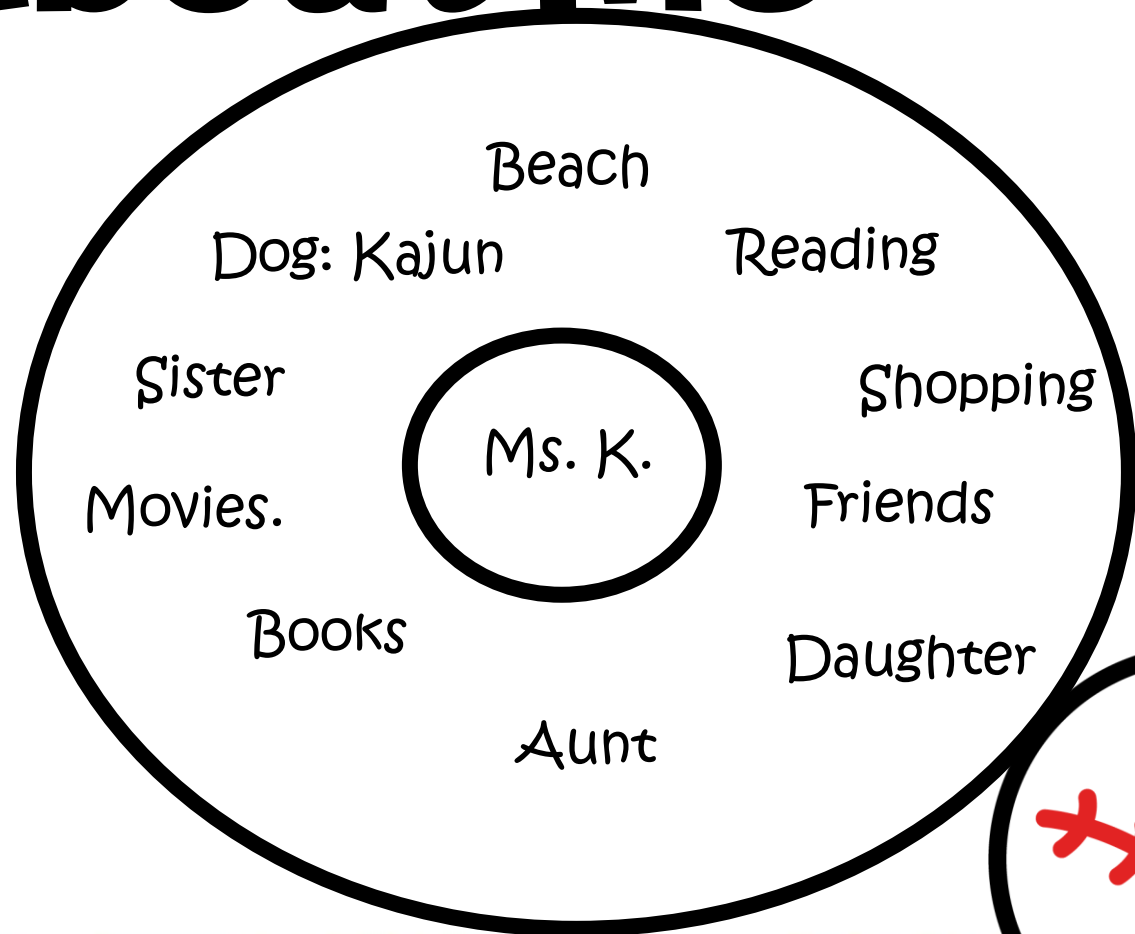 Beach
Dog: Kajun
Reading
Sister
Shopping
Ms. K.
Movies.
Friends
Books
Daughter
Aunt